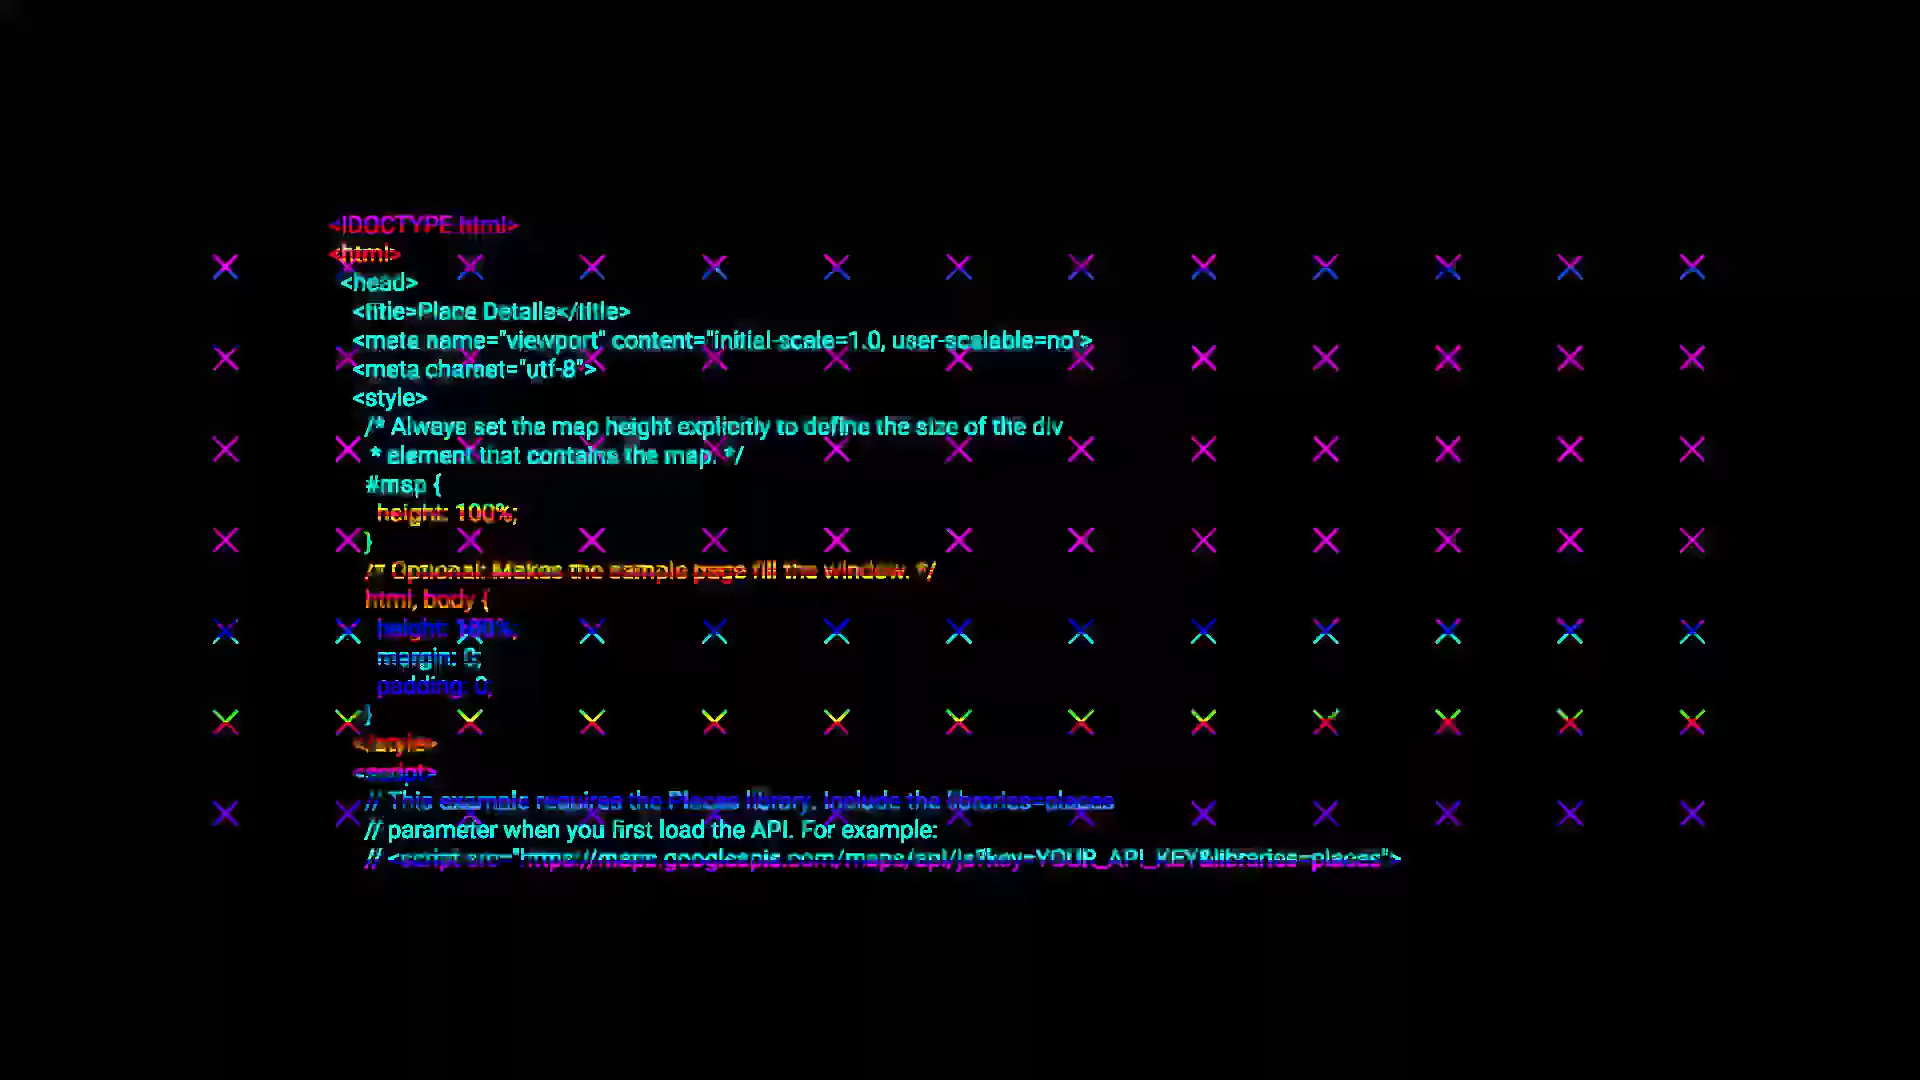 <!DOCTYPE html>
<html>
<head>
<title>Place Details</title>
<meta name="viewport" content="initial-scale=1.0, user-scalable=no">
<meta charset="utf-8">
<style>
/* Always set the map height explicitly to define the size of the div
* element that contains the map. */
#map {
height: 100%;
}
/* Optional: Makes the sample page fill the window. */
html, body {
height: 100%;
margin: 0;
padding: 0;
}
</style>
<script>
// This example requires the Places library. Include the libraries=places
// parameter when you first load the API. For example:
// <script src="https://maps.googleapis.com/maps/api/js?key=YOUR_API_KEY&libraries=places">